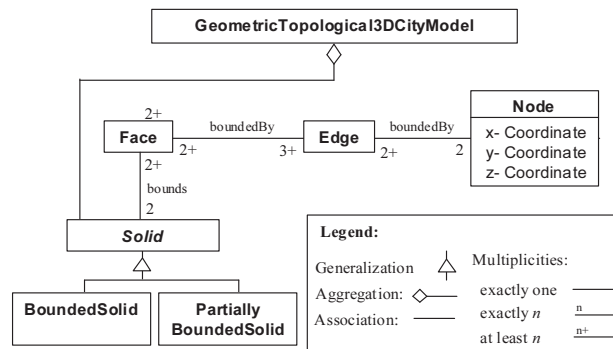 GeometricTopological3DCityModel
Node
x- Coordinate
y- Coordinate
z- Coordinate
2+
Face
boundedBy
Edge
boundedBy
2+
3+
2+
2
2+
bounds
2
Solid
BoundedSolid
Partially
BoundedSolid
Legend:
Generalization
Aggregation:
Association:
Multiplicities:
exactly one
exactly n
n
at least n
n+